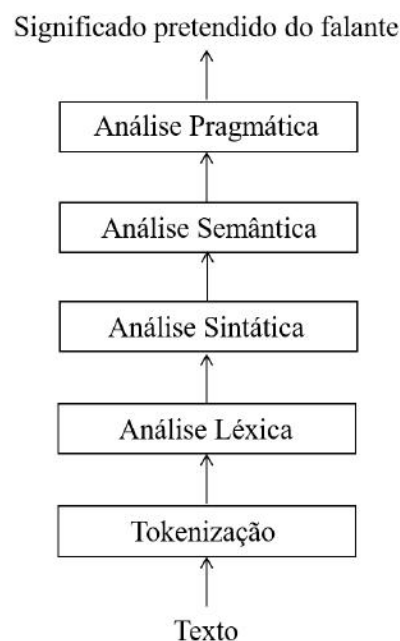 Significado pretendido do falante
Análise Pragmática
Análise Semântica
Análise Sintática
Análise Léxica
Tokenização
Texto